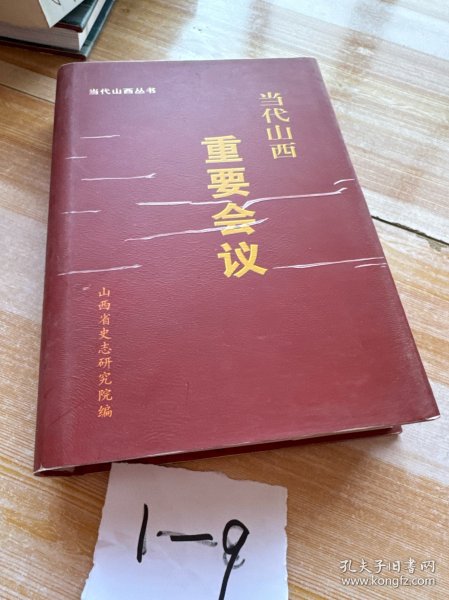 当代山西丛书
当代山西
重要会议
山西省史志研究院编
1-9
孔夫子旧书网
www.kongfz.com